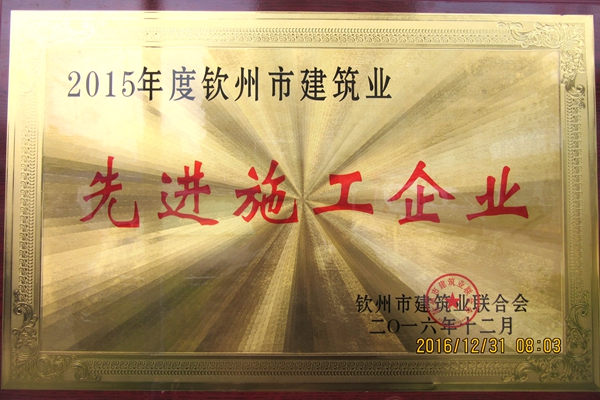 2015年度钦州市建筑业
先进施工企业
钦州市建筑业联合会
二〇一六年十二月
2016/12/31 08:03